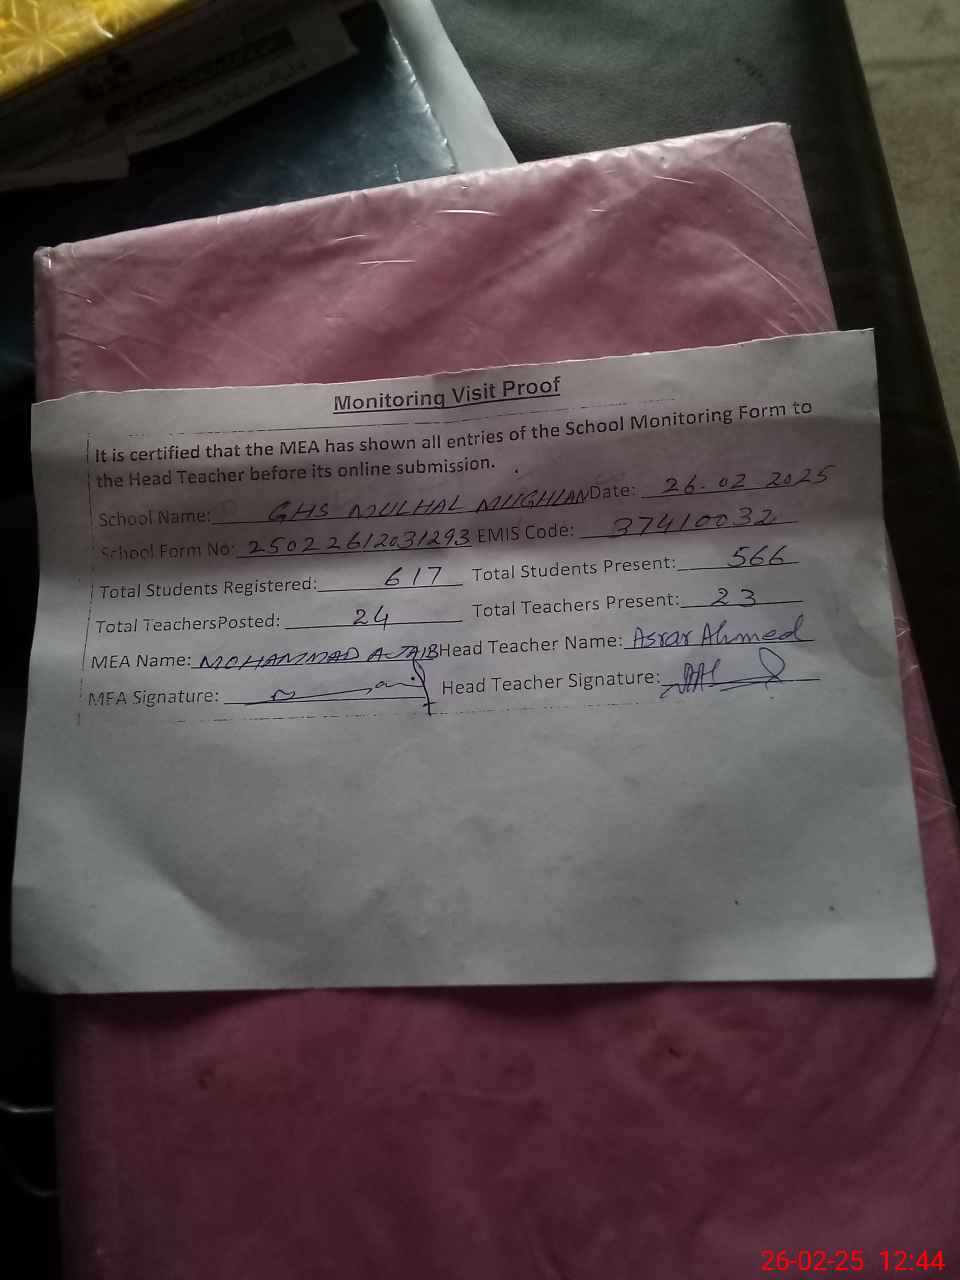 Monitoring Visit Proof
It is certified that the MEA has shown all entries of the School Monitoring Form to
the Head Teacher before its online submission.
School Name: GHS MULHAL MUGHLAN Date: 26.02 2025
School Form No: 25022612031293 EMIS Code: 37410032
Total Students Registered: 617 Total Students Present: 566
Total TeachersPosted: 24 Total Teachers Present: 23
MEA Name: MOHAMMAD AJAIB Head Teacher Name: Asrar Ahmed
MEA Signature: Head Teacher Signature:
26-02-25 12:44